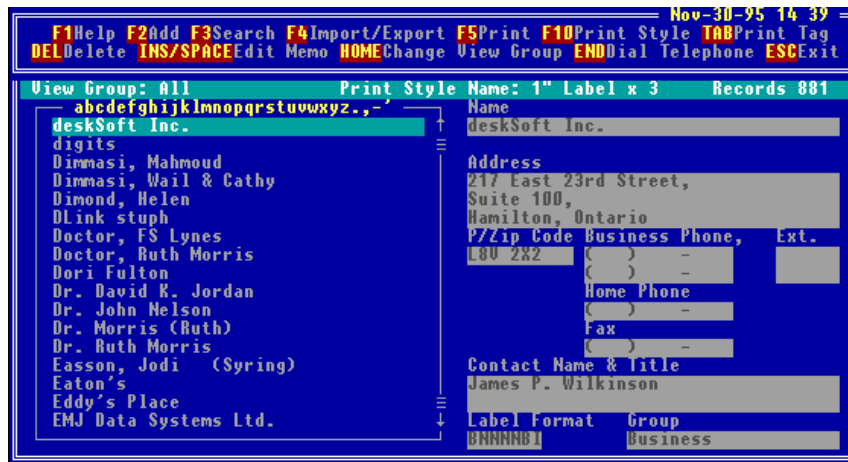 Nov-30-95 14 39
F1Help F2Add F3Search F4Import/Export F5Print F10Print Style TABPrint Tag
DELDelete INS/SPACEEdit Memo HOMEChange View Group ENDDial Telephone ESCExit
View Group: All Print Style Name: 1" Label x 3 Records 881
abcdefghijklmnopqrstuvwxyz.,-'
deskSoft Inc.
digits
Dimmasi, Mahmoud
Dimmasi, Wail & Cathy
Dimond, Helen
DLink stuph
Doctor, FS Lynes
Doctor, Ruth Morris
Dori Fulton
Dr. David K. Jordan
Dr. John Nelson
Dr. Morris (Ruth)
Dr. Ruth Morris
Easson, Jodi (Syring)
Eaton's
Eddy's Place
EMJ Data Systems Ltd.
Name
deskSoft Inc.
Address
217 East 23rd Street,
Suite 100,
Hamilton, Ontario
P/Zip Code Business Phone, Ext.
L8V 2X2 ( ) -
( ) -
Home Phone
( ) -
Fax
( ) -
Contact Name & Title
James P. Wilkinson
Label Format Group
BNNNNBI Business